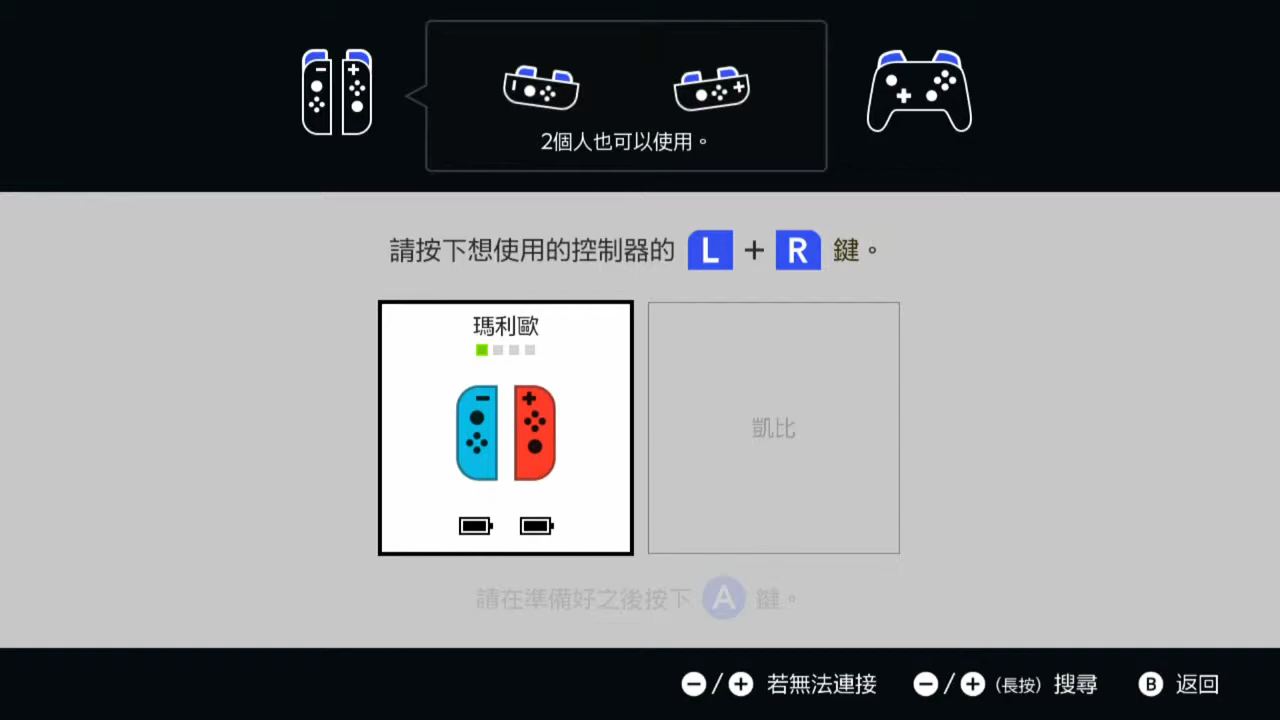 2個人也可以使用。
請按下想使用的控制器的 L + R 鍵。
瑪利歐
凱比
請在準備好之後按下 A 鍵。
−/+ 若無法連接 −/+ (長按) 搜尋 B 返回